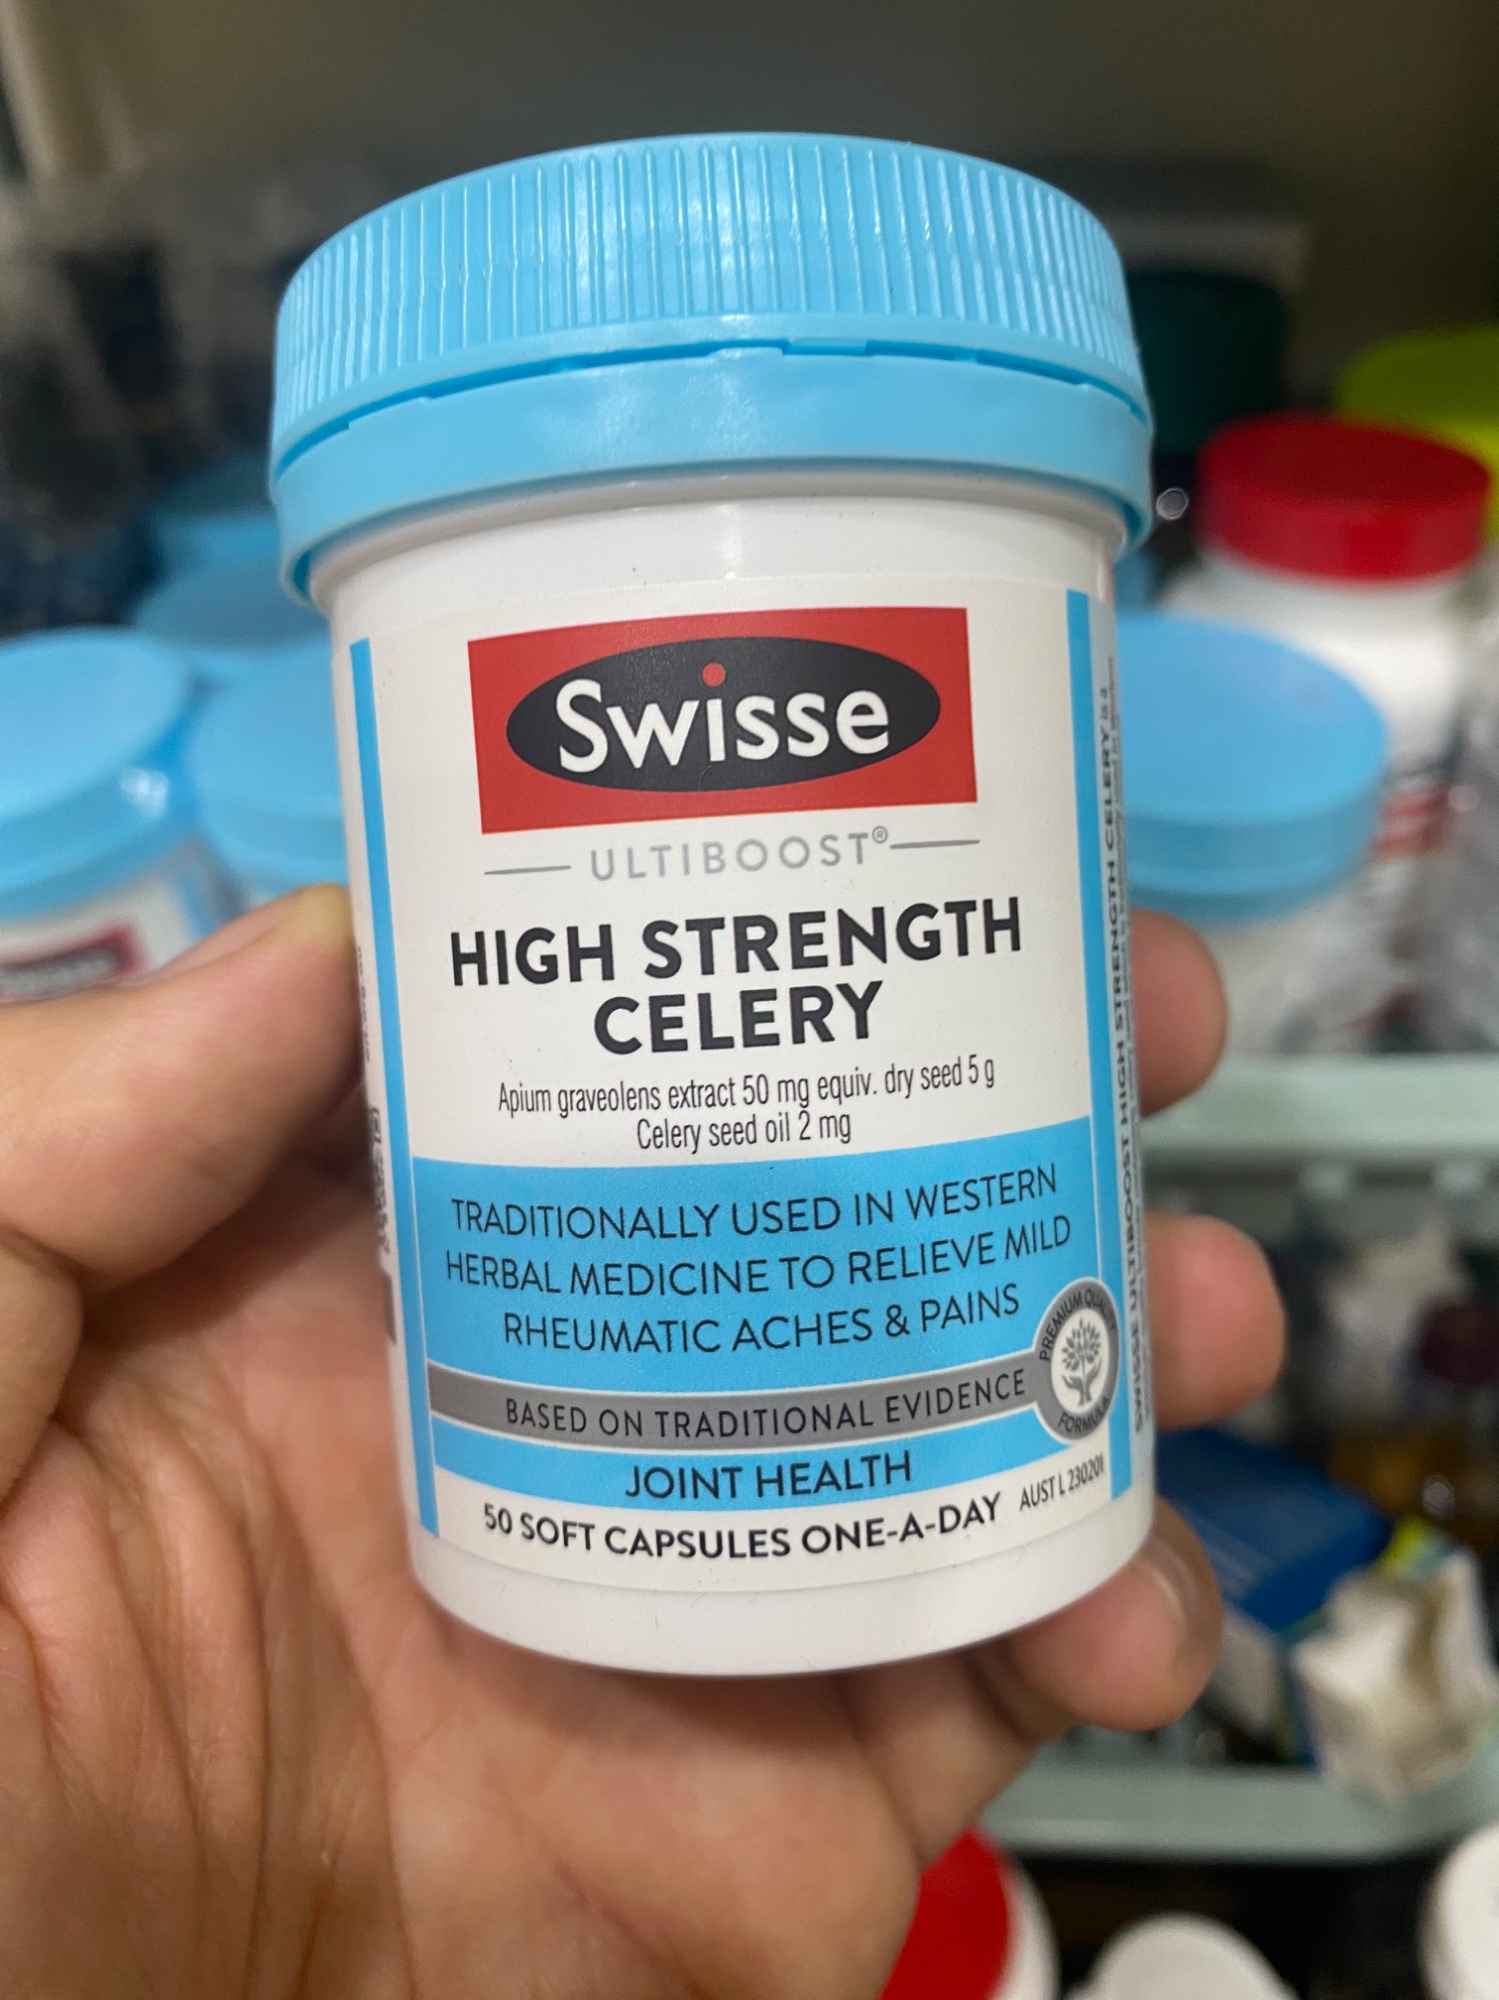 Swisse
ULTIBOOST®
HIGH STRENGTH
CELERY
Apium graveolens extract 50 mg equiv. dry seed 5 g
Celery seed oil 2 mg
TRADITIONALLY USED IN WESTERN
HERBAL MEDICINE TO RELIEVE MILD
RHEUMATIC ACHES & PAINS
BASED ON TRADITIONAL EVIDENCE
PREMIUM QUALITY
FORMULA
JOINT HEALTH
50 SOFT CAPSULES ONE-A-DAY
AUST L 230201
SWISSE ULTIBOOST HIGH STRENGTH CELERY is a